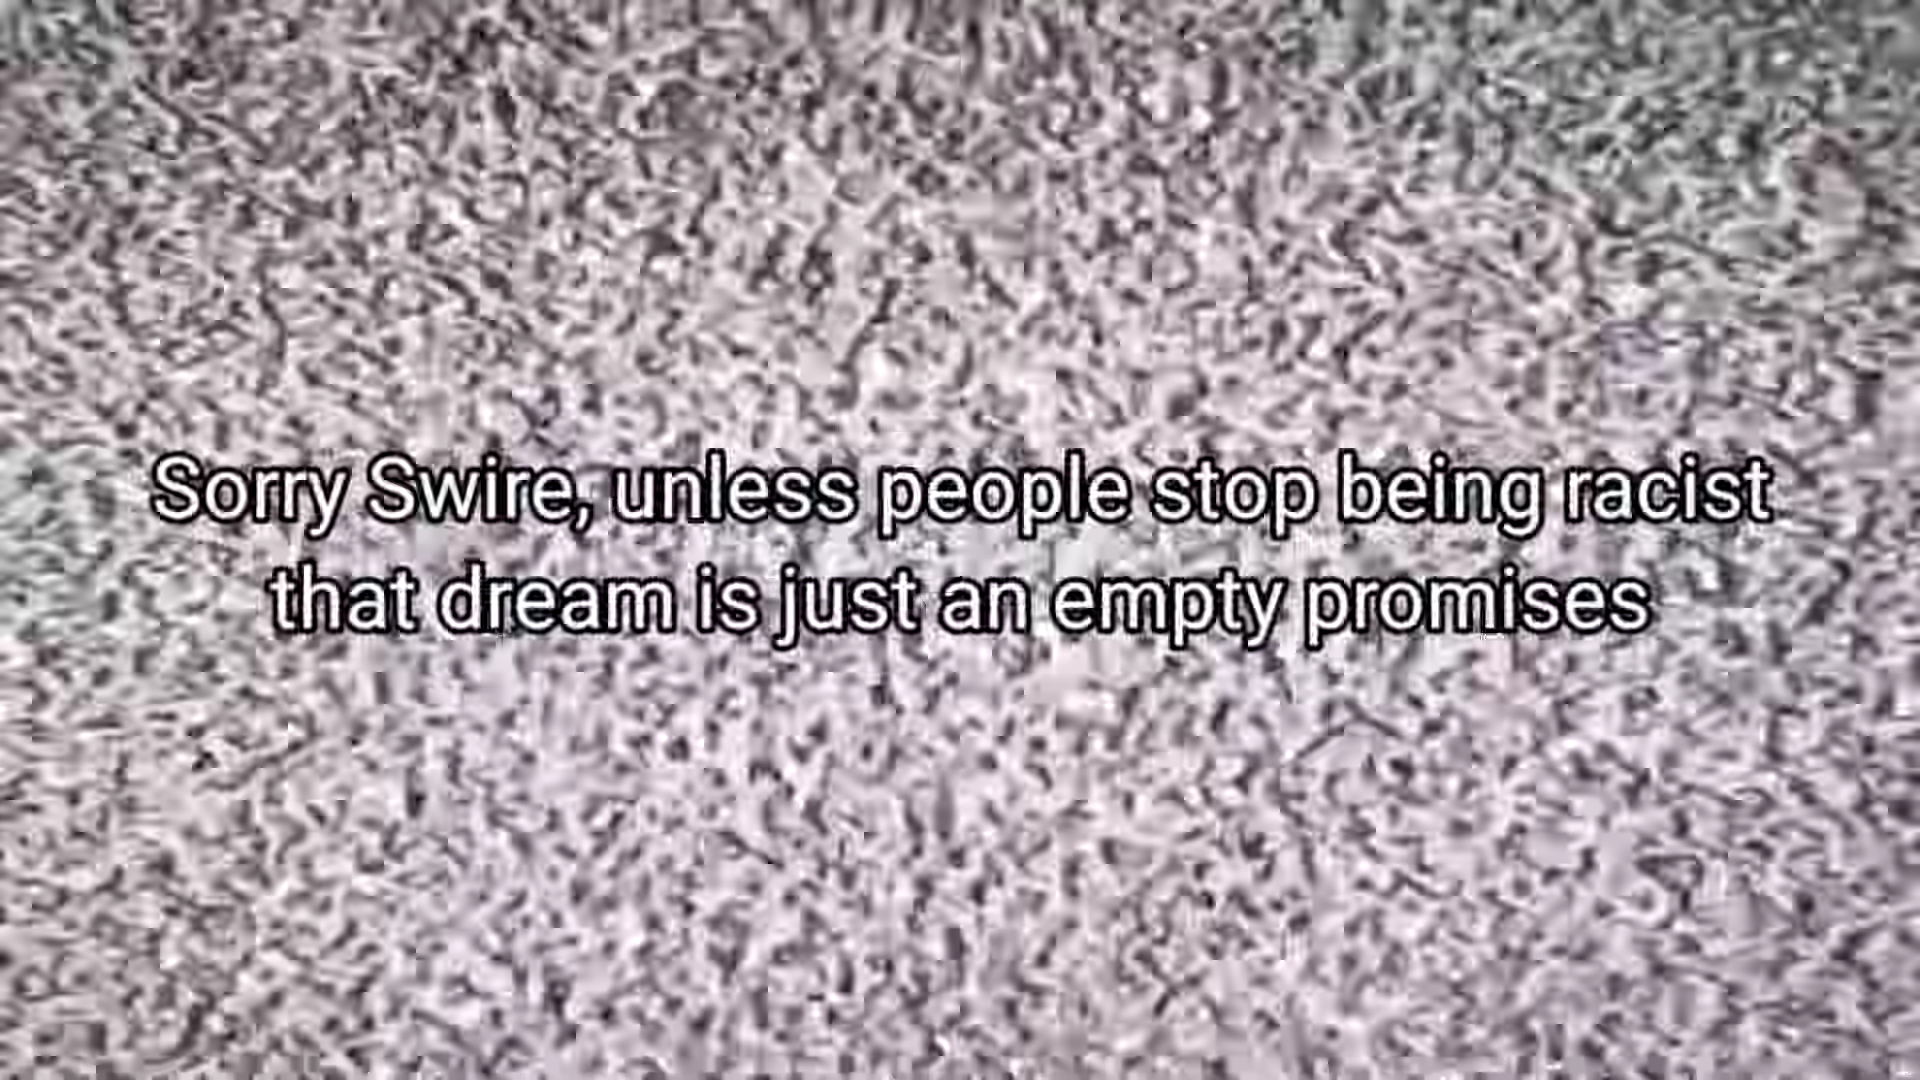 Sorry Swire, unless people stop being racist
that dream is just an empty promises